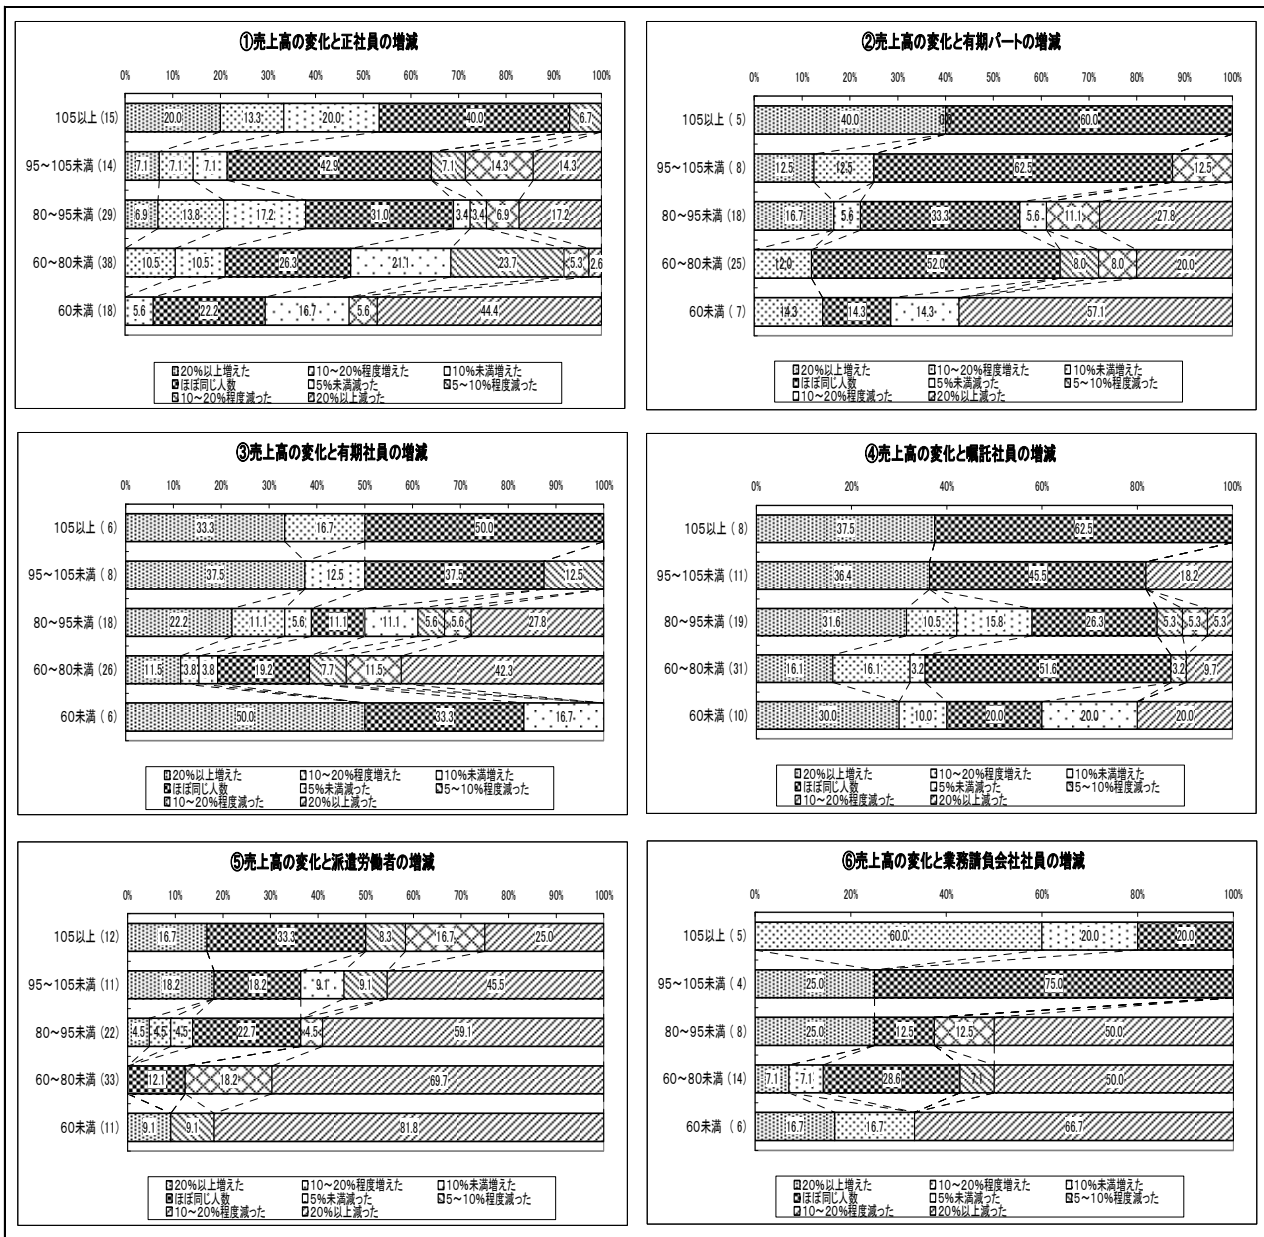 ①売上高の変化と正社員の増減
0% 10% 20% 30% 40% 50% 60% 70% 80% 90% 100%
105以上 (15) 20.0 13.3 20.0 40.0 6.7
95～105未満 (14) 7.1 7.1 7.1 42.9 7.1 14.3 14.3
80～95未満 (29) 6.9 13.8 17.2 31.0 3.4 3.4 6.9 17.2
60～80未満 (38) 10.5 10.5 26.3 21.1 23.7 5.3 2.6
60未満 (18) 5.6 22.2 16.7 5.6 44.4
20%以上増えた 10～20%程度増えた 10%未満増えた
ほぼ同じ人数 5%未満減った 5～10%程度減った
10～20%程度減った 20%以上減った
②売上高の変化と有期パートの増減
0% 10% 20% 30% 40% 50% 60% 70% 80% 90% 100%
105以上 ( 5) 40.0 60.0
95～105未満 ( 8) 12.5 12.5 62.5 12.5
80～95未満 (18) 16.7 5.6 33.3 5.6 11.1 27.8
60～80未満 (25) 12.0 52.0 8.0 8.0 20.0
60未満 ( 7) 14.3 14.3 14.3 57.1
20%以上増えた 10～20%程度増えた 10%未満増えた
ほぼ同じ人数 5%未満減った 5～10%程度減った
10～20%程度減った 20%以上減った
③売上高の変化と有期社員の増減
0% 10% 20% 30% 40% 50% 60% 70% 80% 90% 100%
105以上 ( 6) 33.3 16.7 50.0
95～105未満 ( 8) 37.5 12.5 37.5 12.5
80～95未満 (18) 22.2 11.1 5.6 11.1 11.1 5.6 5.6 27.8
60～80未満 (26) 11.5 3.8 3.8 19.2 7.7 11.5 42.3
60未満 ( 6) 50.0 33.3 16.7
20%以上増えた 10～20%程度増えた 10%未満増えた
ほぼ同じ人数 5%未満減った 5～10%程度減った
10～20%程度減った 20%以上減った
④売上高の変化と嘱託社員の増減
0% 20% 40% 60% 80% 100%
105以上 ( 8) 37.5 62.5
95～105未満 (11) 36.4 45.5 18.2
80～95未満 (19) 31.6 10.5 15.8 26.3 5.3 5.3 5.3
60～80未満 (31) 16.1 16.1 3.2 51.6 3.2 9.7
60未満 (10) 30.0 10.0 20.0 20.0 20.0
20%以上増えた 10～20%程度増えた 10%未満増えた
ほぼ同じ人数 5%未満減った 5～10%程度減った
10～20%程度減った 20%以上減った
⑤売上高の変化と派遣労働者の増減
0% 10% 20% 30% 40% 50% 60% 70% 80% 90% 100%
105以上 (12) 16.7 33.3 8.3 16.7 25.0
95～105未満 (11) 18.2 18.2 9.1 9.1 45.5
80～95未満 (22) 4.5 4.5 4.5 22.7 4.5 59.1
60～80未満 (33) 12.1 18.2 69.7
60未満 (11) 9.1 9.1 81.8
20%以上増えた 10～20%程度増えた 10%未満増えた
ほぼ同じ人数 5%未満減った 5～10%程度減った
10～20%程度減った 20%以上減った
⑥売上高の変化と業務請負会社社員の増減
0% 20% 40% 60% 80% 100%
105以上 ( 5) 60.0 20.0 20.0
95～105未満 ( 4) 25.0 75.0
80～95未満 ( 8) 25.0 12.5 12.5 50.0
60～80未満 (14) 7.1 7.1 28.6 7.1 50.0
60未満 ( 6) 16.7 16.7 66.7
20%以上増えた 10～20%程度増えた 10%未満増えた
ほぼ同じ人数 5%未満減った 5～10%程度減った
10～20%程度減った 20%以上減った